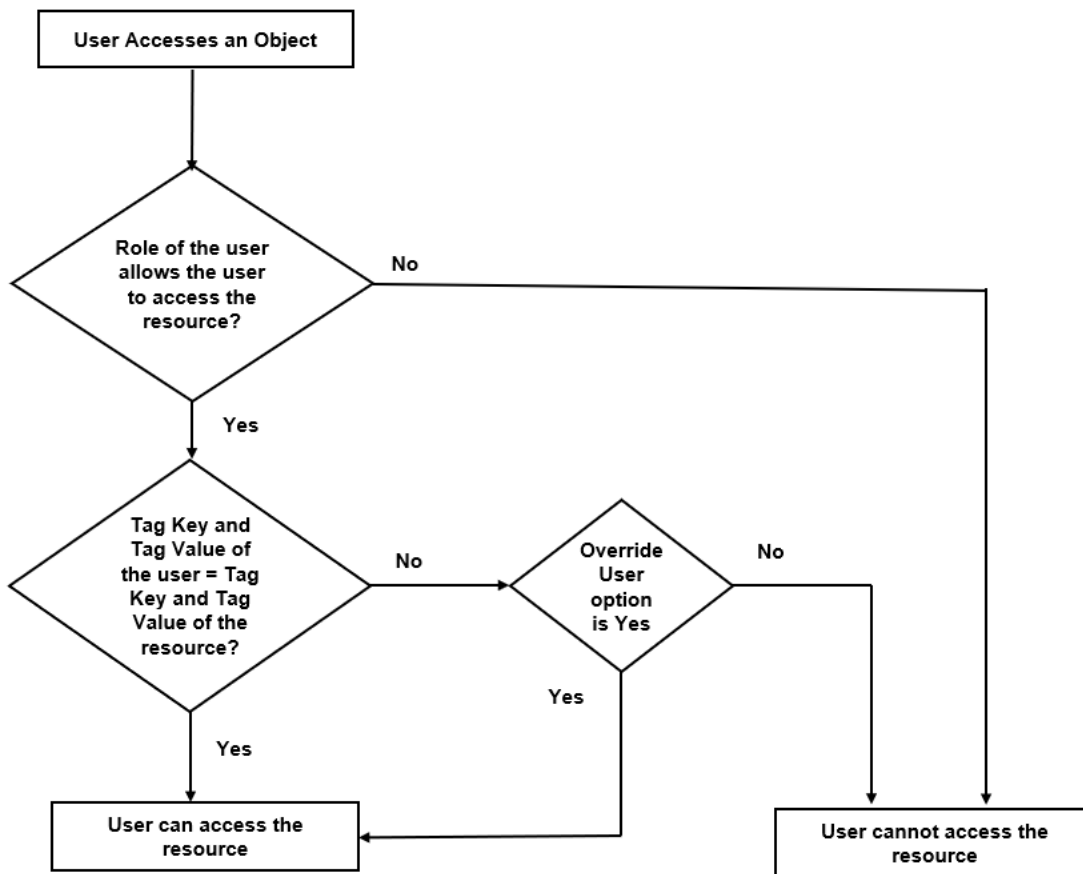 User Accesses an Object
Role of the user
allows the user
to access the
resource?
No
Yes
Tag Key and
Tag Value of
the user = Tag
Key and Tag
Value of the
resource?
No
Override
User
option
is Yes
No
Yes
Yes
User can access the
resource
User cannot access the
resource